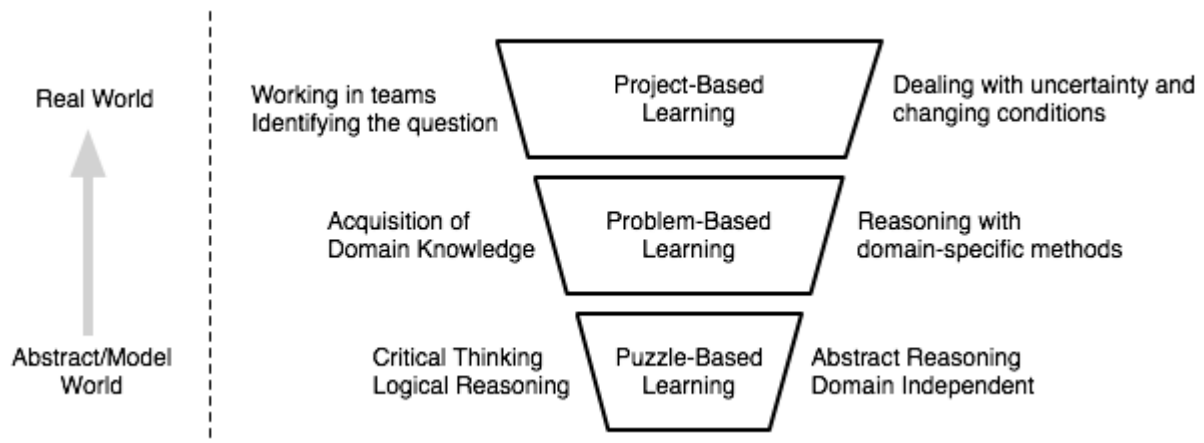 Real World
Working in teams
Identifying the question
Project-Based
Learning
Dealing with uncertainty and
changing conditions
Acquisition of
Domain Knowledge
Problem-Based
Learning
Reasoning with
domain-specific methods
Abstract/Model
World
Critical Thinking
Logical Reasoning
Puzzle-Based
Learning
Abstract Reasoning
Domain Independent